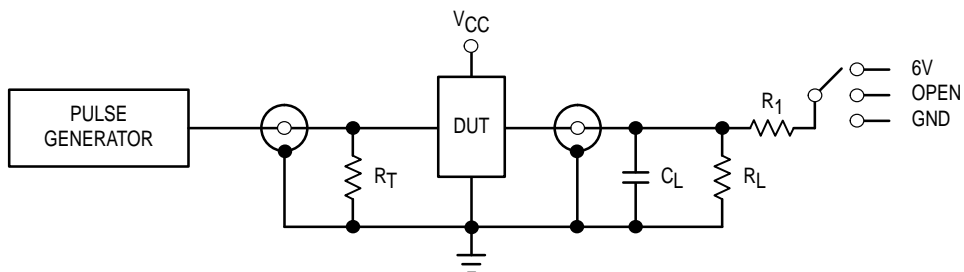 VCC
PULSE
GENERATOR
DUT
RT
CL
RL
R1
6V
OPEN
GND